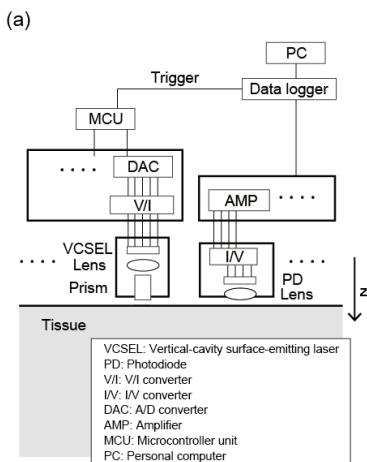 (a)
PC
Trigger
Data logger
MCU
DAC
AMP
V/I
VCSEL
Lens
Prism
I/V
PD
Lens
z
Tissue
VCSEL: Vertical-cavity surface-emitting laser
PD: Photodiode
V/I: V/I converter
I/V: I/V converter
DAC: A/D converter
AMP: Amplifier
MCU: Microcontroller unit
PC: Personal computer